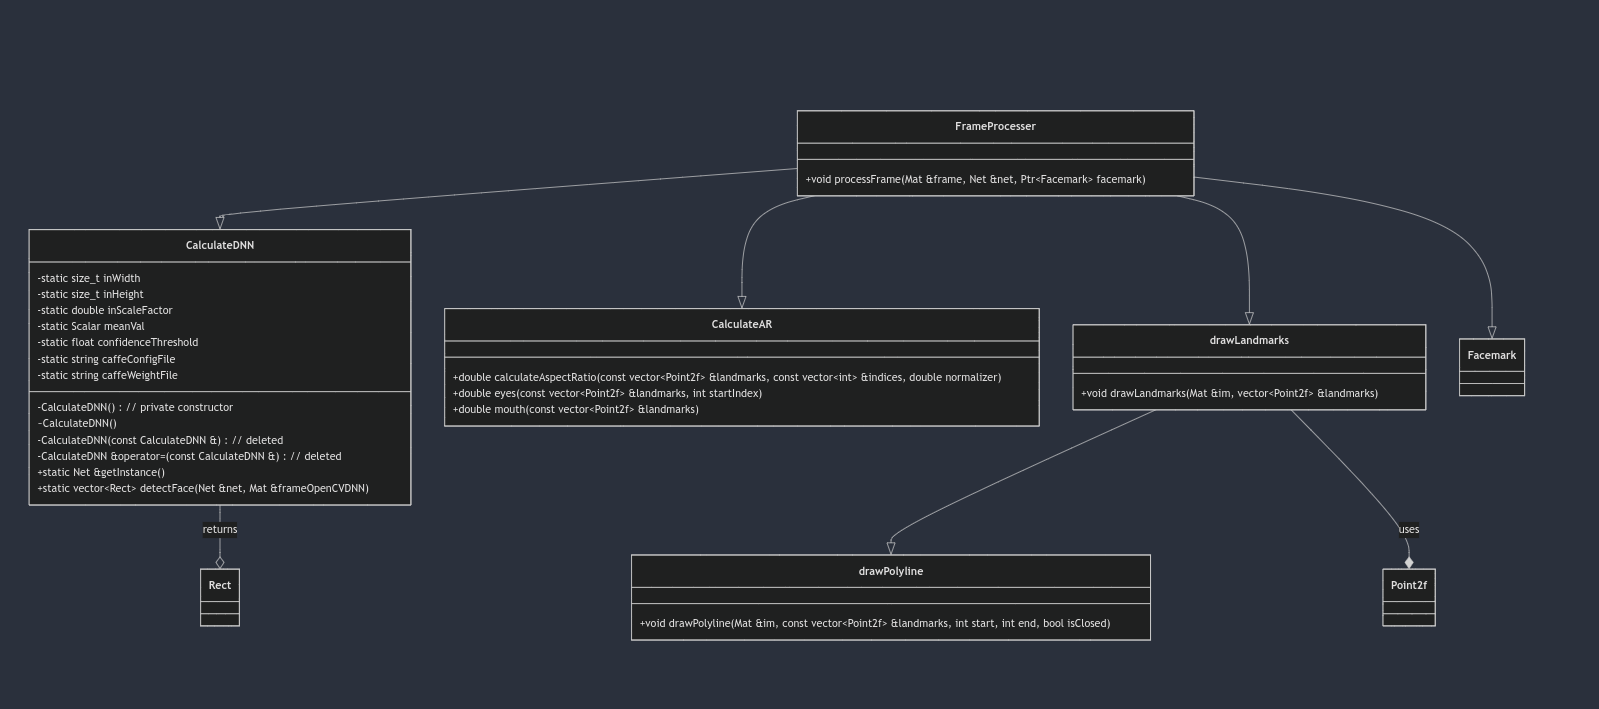 FrameProcesser
+void processFrame(Mat &frame, Net &net, Ptr<Facemark> facemark)
CalculateDNN
-static size_t inWidth
-static size_t inHeight
-static double inScaleFactor
-static Scalar meanVal
-static float confidenceThreshold
-static string caffeConfigFile
-static string caffeWeightFile
-CalculateDNN() : // private constructor
~CalculateDNN()
-CalculateDNN(const CalculateDNN &) : // deleted
-CalculateDNN &operator=(const CalculateDNN &) : // deleted
+static Net &getInstance()
+static vector<Rect> detectFace(Net &net, Mat &frameOpenCVDNN)
CalculateAR
+double calculateAspectRatio(const vector<Point2f> &landmarks, const vector<int> &indices, double normalizer)
+double eyes(const vector<Point2f> &landmarks, int startIndex)
+double mouth(const vector<Point2f> &landmarks)
drawLandmarks
+void drawLandmarks(Mat &im, vector<Point2f> &landmarks)
Facemark
returns
uses
Rect
drawPolyline
+void drawPolyline(Mat &im, const vector<Point2f> &landmarks, int start, int end, bool isClosed)
Point2f